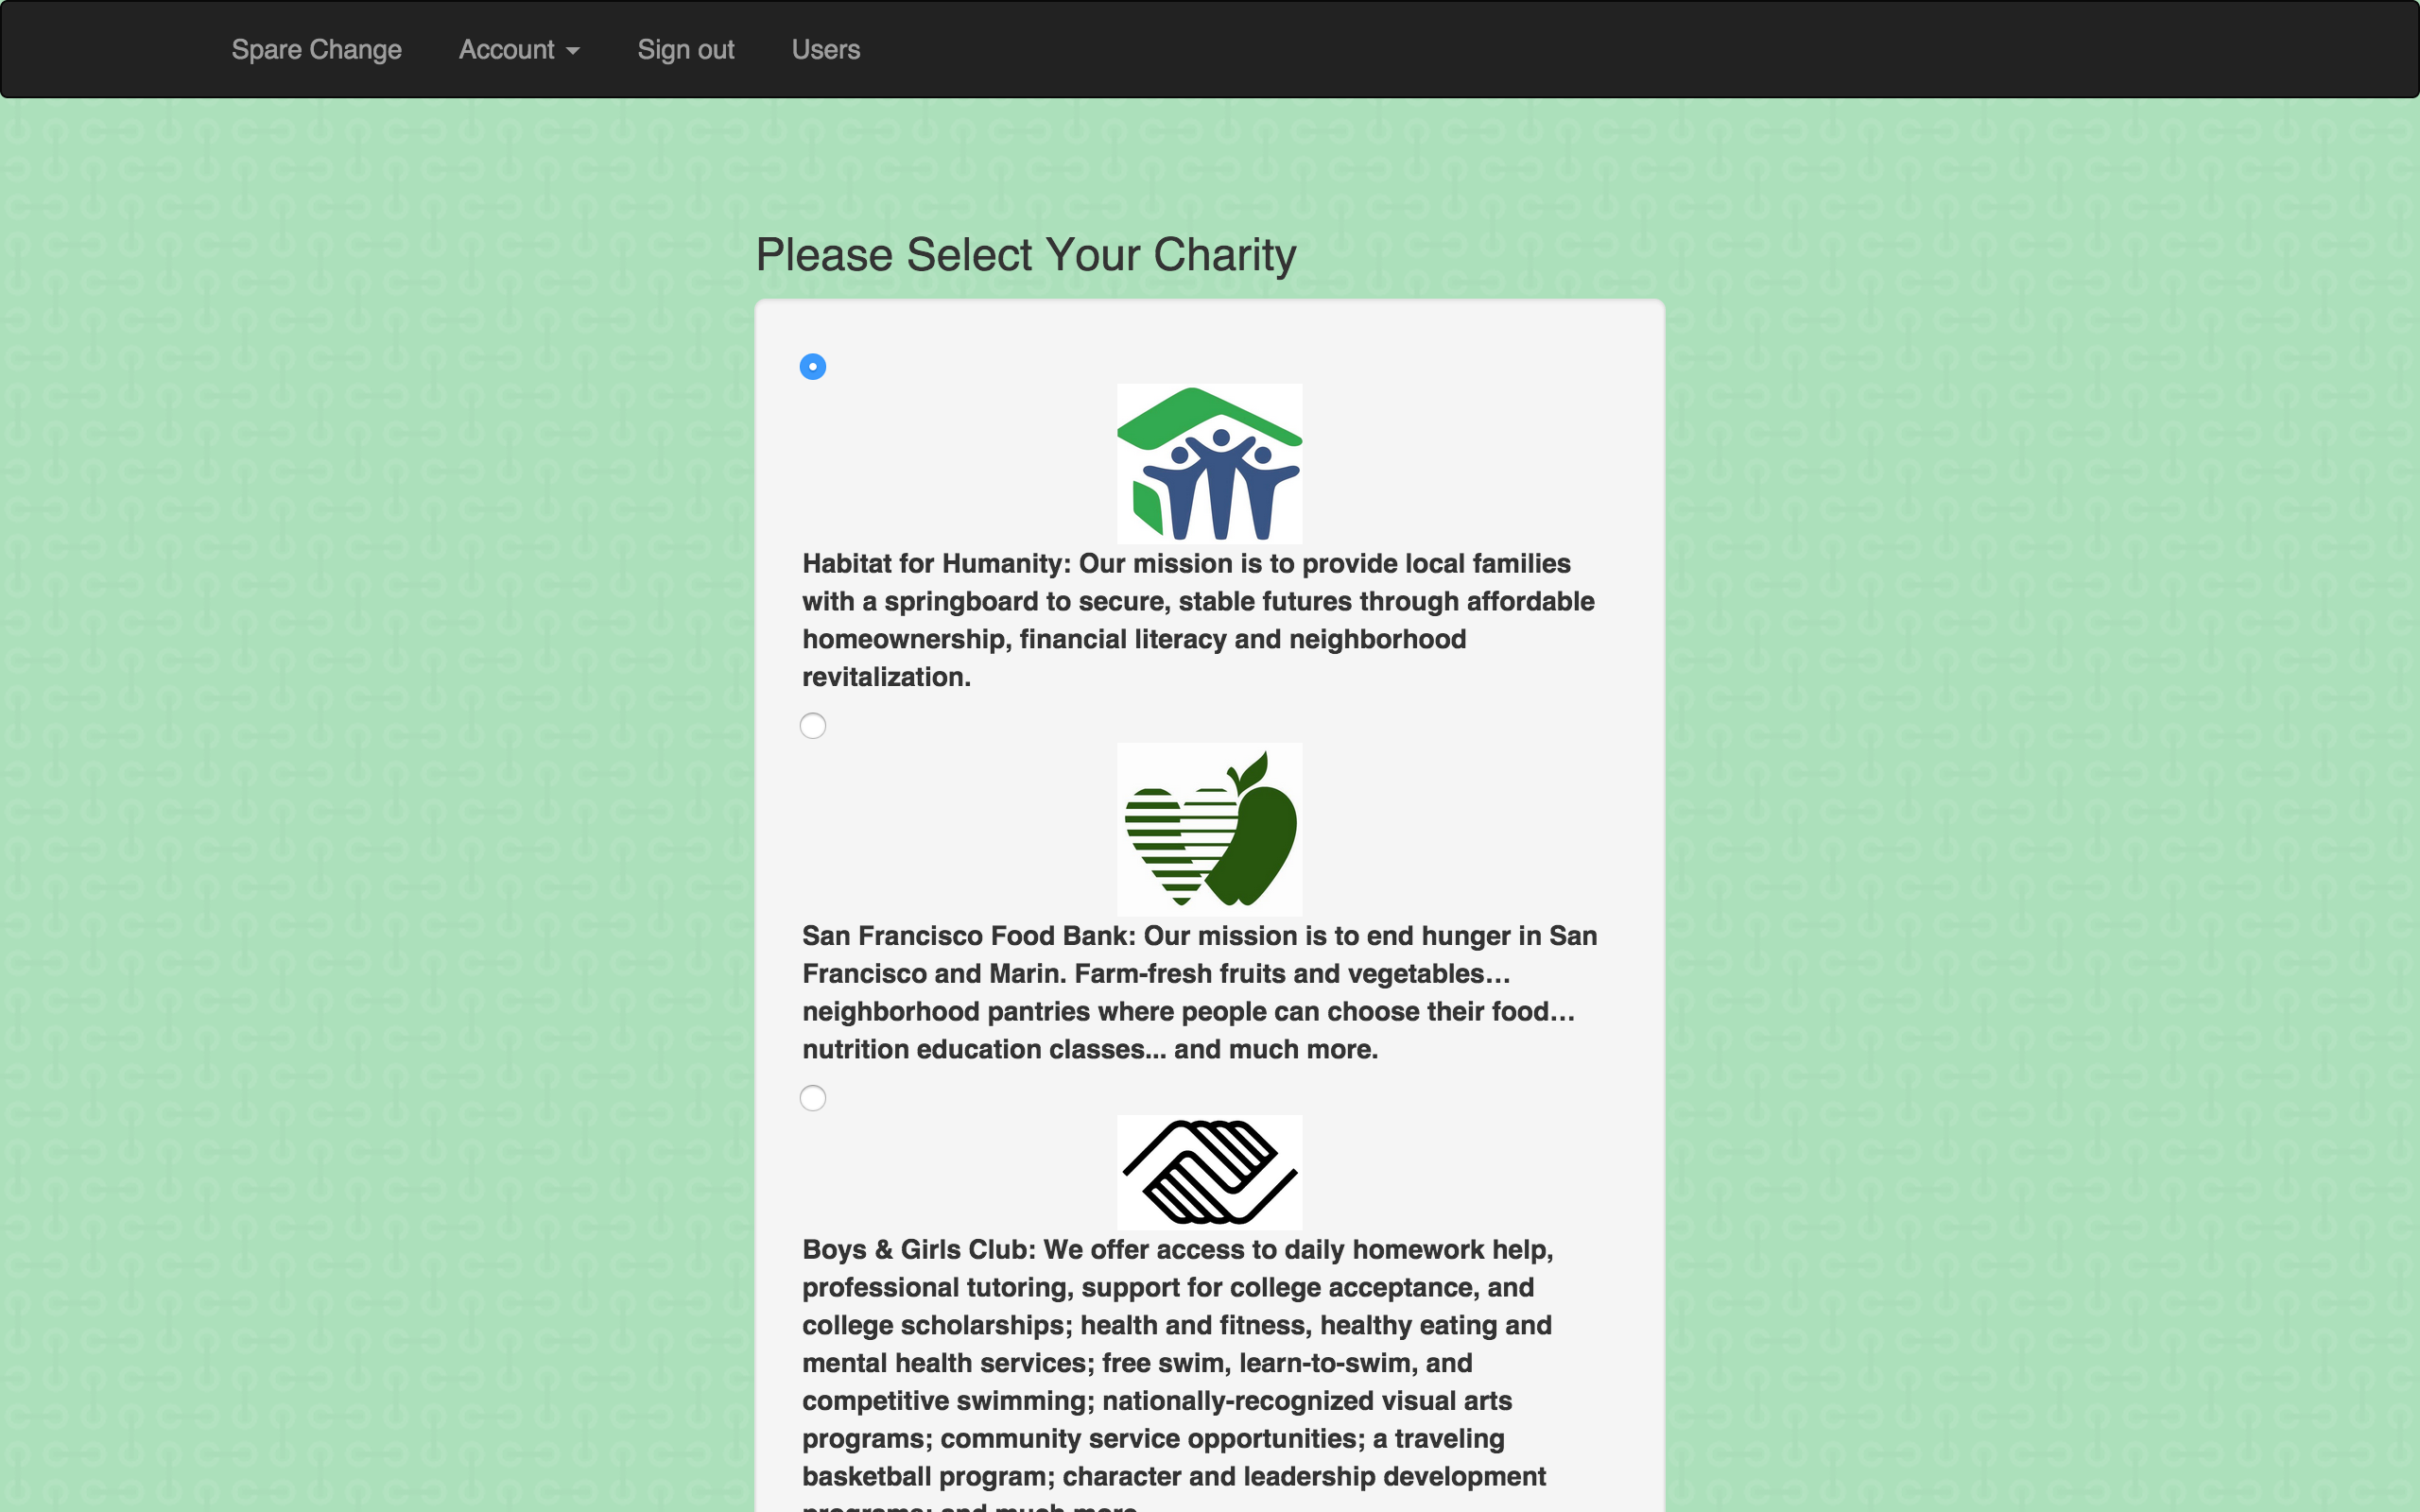 Spare Change Account Sign out Users
Please Select Your Charity
Habitat for Humanity: Our mission is to provide local families
with a springboard to secure, stable futures through affordable
homeownership, financial literacy and neighborhood
revitalization.
San Francisco Food Bank: Our mission is to end hunger in San
Francisco and Marin. Farm-fresh fruits and vegetables…
neighborhood pantries where people can choose their food…
nutrition education classes... and much more.
Boys & Girls Club: We offer access to daily homework help,
professional tutoring, support for college acceptance, and
college scholarships; health and fitness, healthy eating and
mental health services; free swim, learn-to-swim, and
competitive swimming; nationally-recognized visual arts
programs; community service opportunities; a traveling
basketball program; character and leadership development
programs; and much more.